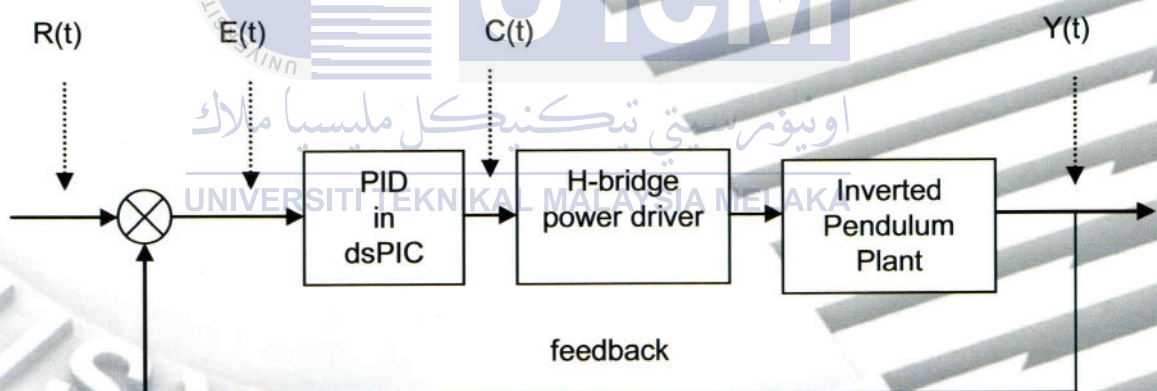 R(t) E(t) C(t) Y(t)
اونيورسيتي تيكنيكل مليسيا ملاك
UNIVERSITI TEKNIKAL MALAYSIA MELAKA
PID
in
dsPIC
H-bridge
power driver
Inverted
Pendulum
Plant
feedback